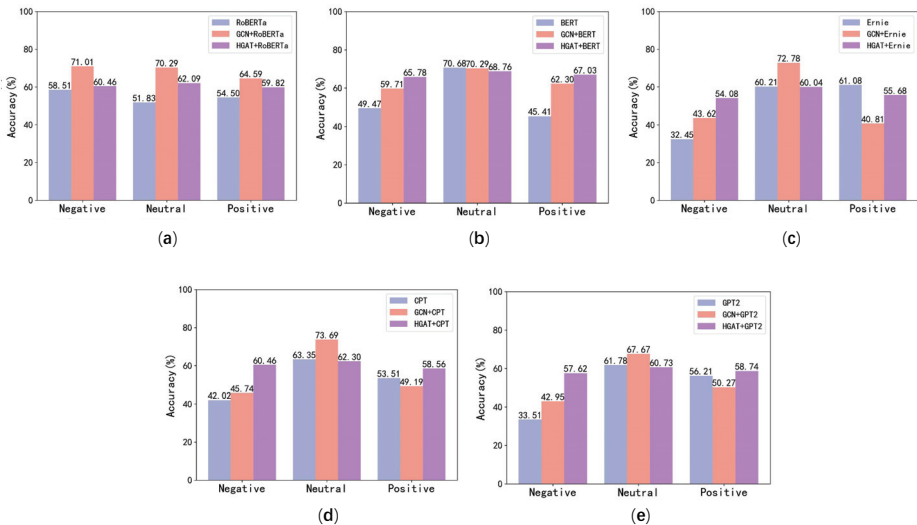 RoBERTa
GCN+RoBERTa
HGAT+RoBERTa
Accuracy(%)
100
80
60
40
20
0
58.51
71.01
60.46
51.83
70.29
62.09
54.50
64.59
59.82
Negative
Neutral
Positive
(a)
BERT
GCN+BERT
HGAT+BERT
Accuracy(%)
100
80
60
40
20
0
49.47
59.71
65.78
70.68
70.29
68.76
45.41
62.30
67.03
Negative
Neutral
Positive
(b)
Ernie
GCN+Ernie
HGAT+Ernie
Accuracy(%)
100
80
60
40
20
0
32.45
43.62
54.08
60.21
72.78
60.04
61.08
40.81
55.68
Negative
Neutral
Positive
(c)
CPT
GCN+CPT
HGAT+CPT
Accuracy(%)
100
80
60
40
20
0
42.02
45.74
60.46
63.35
73.69
62.30
53.51
49.19
58.56
Negative
Neutral
Positive
(d)
GPT2
GCN+GPT2
HGAT+GPT2
Accuracy(%)
100
80
60
40
20
0
33.51
42.95
57.62
61.78
67.67
60.73
56.21
50.27
58.74
Negative
Neutral
Positive
(e)